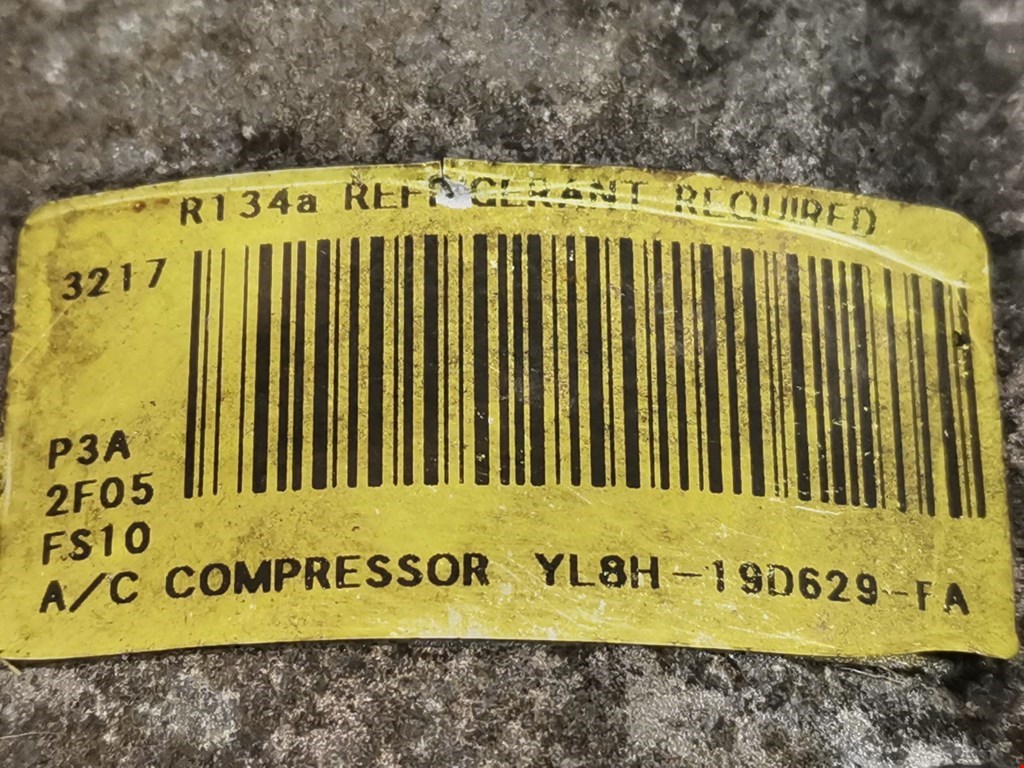 R134a REFRIGERANT REQUIRED
3217
P3A
2F05
FS10
A/C COMPRESSOR YL8H-19D629-FA